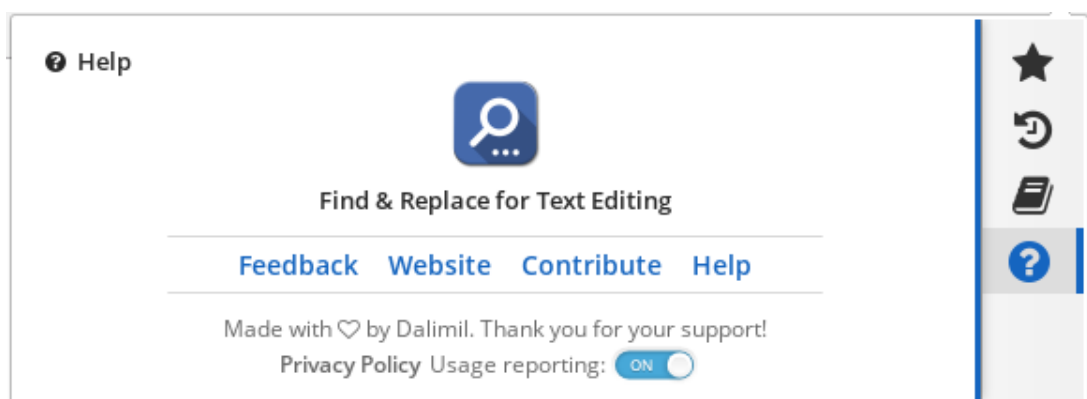 Help
Find & Replace for Text Editing
Feedback Website Contribute Help
Made with ♡ by Dalimil. Thank you for your support!
Privacy Policy Usage reporting: ON